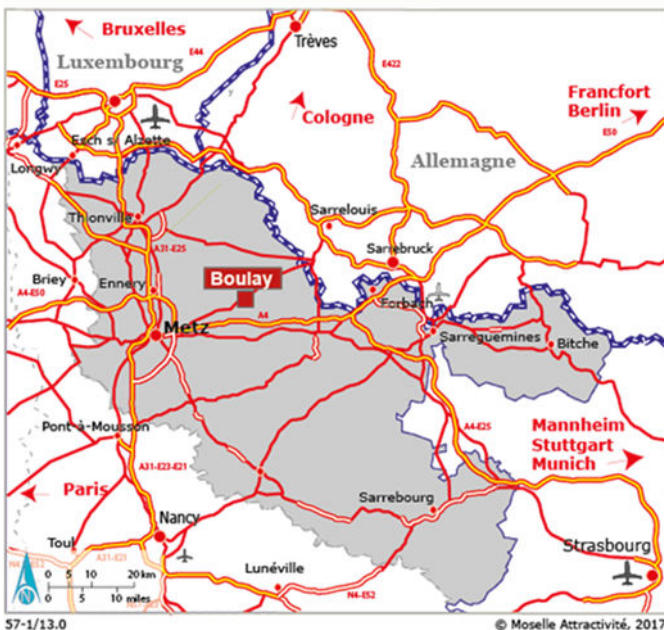 Bruxelles
E44
Trèves
Luxembourg
E25
E422
Francfort
Berlin
Cologne
E50
Esch s/ Alzette
Allemagne
Longwy
Thionville
Sarrelouis
A31-E25
Sarrebruck
Briey
Ennery
Boulay
A4-E50
Forbach
A4
Metz
Sarreguemines
Bitche
Pont-à-Mousson
A4-E25
Mannheim
Stuttgart
Munich
A31-E23-E21
Paris
Sarrebourg
Nancy
Toul
A31-E21
Strasbourg
Lunéville
N4-E52
N4-E52
N
0 10 20 km
0 10 miles
57-1/13.0
© Moselle Attractivité, 2017